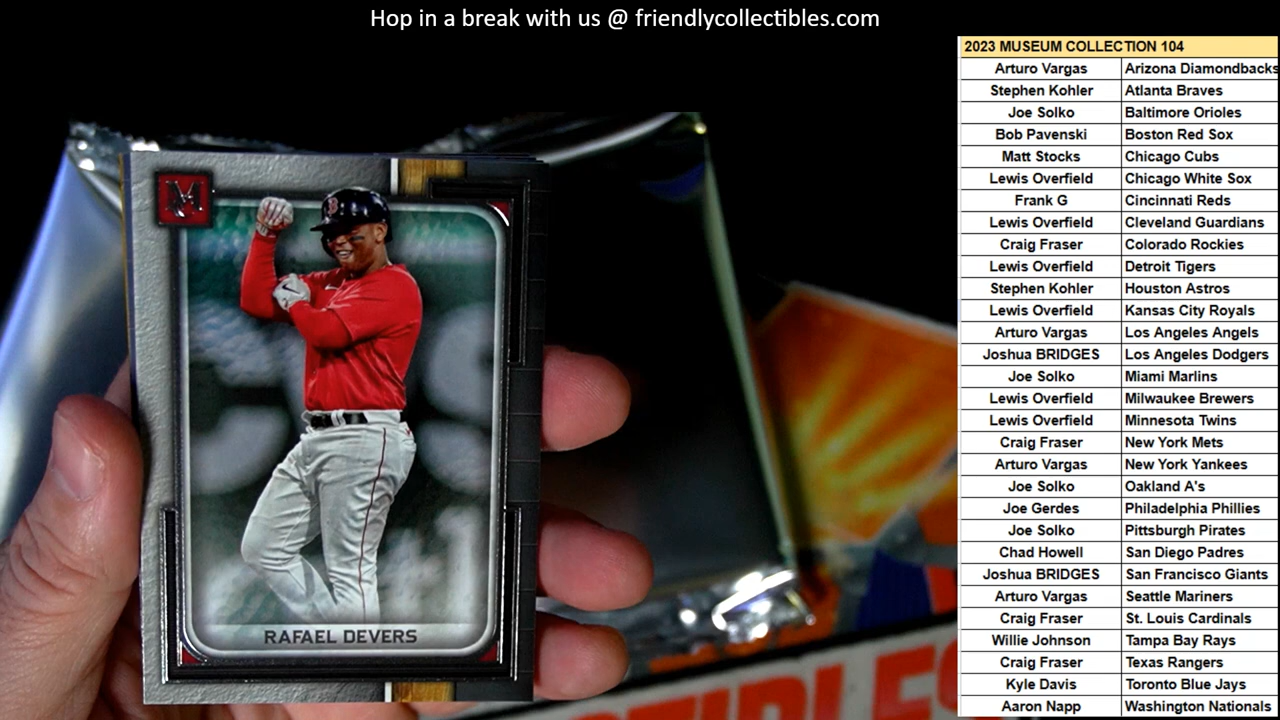 Hop in a break with us @ friendlycollectibles.com
2023 MUSEUM COLLECTION 104
Arturo Vargas Arizona Diamondbacks
Stephen Kohler Atlanta Braves
Joe Solko Baltimore Orioles
Bob Pavenski Boston Red Sox
Matt Stocks Chicago Cubs
Lewis Overfield Chicago White Sox
Frank G Cincinnati Reds
Lewis Overfield Cleveland Guardians
Craig Fraser Colorado Rockies
Lewis Overfield Detroit Tigers
Stephen Kohler Houston Astros
Lewis Overfield Kansas City Royals
Arturo Vargas Los Angeles Angels
Joshua BRIDGES Los Angeles Dodgers
Joe Solko Miami Marlins
Lewis Overfield Milwaukee Brewers
Lewis Overfield Minnesota Twins
Craig Fraser New York Mets
Arturo Vargas New York Yankees
Joe Solko Oakland A's
Joe Gerdes Philadelphia Phillies
Joe Solko Pittsburgh Pirates
Chad Howell San Diego Padres
Joshua BRIDGES San Francisco Giants
Arturo Vargas Seattle Mariners
Craig Fraser St. Louis Cardinals
Willie Johnson Tampa Bay Rays
Craig Fraser Texas Rangers
Kyle Davis Toronto Blue Jays
Aaron Napp Washington Nationals
M
RAFAEL DEVERS